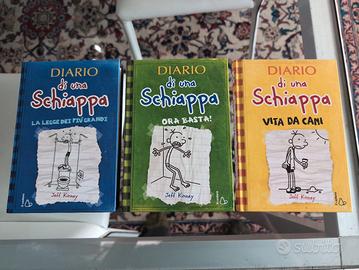 DIARIO
di una
Schiappa
LA LEGGE DEI PIÙ GRANDI
Jeff Kinney
DIARIO
di una
Schiappa
ORA BASTA!
Jeff Kinney
DIARIO
di una
Schiappa
VITA DA CANI
Jeff Kinney
subito